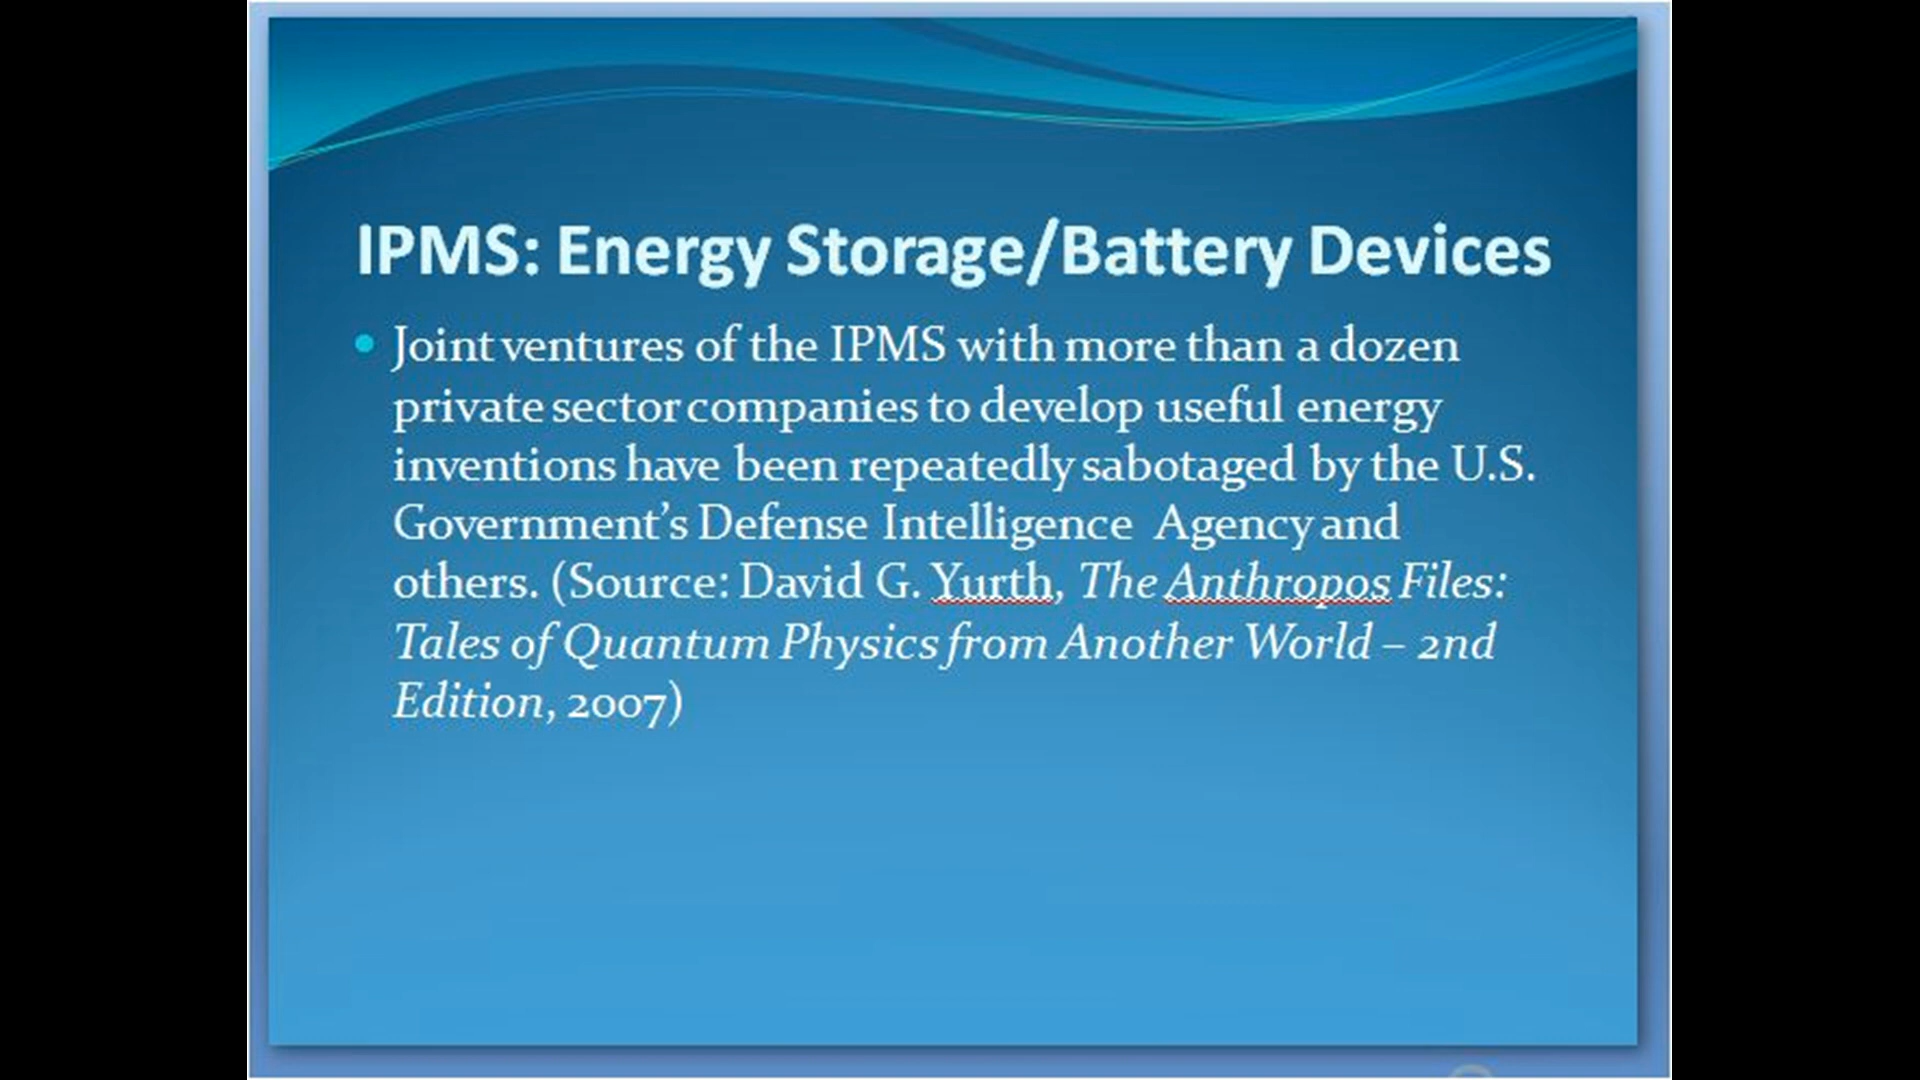 IPMS: Energy Storage/Battery Devices
• Joint ventures of the IPMS with more than a dozen
private sector companies to develop useful energy
inventions have been repeatedly sabotaged by the U.S.
Government’s Defense Intelligence Agency and
others. (Source: David G. Yurth, The Anthropos Files:
Tales of Quantum Physics from Another World – 2nd
Edition, 2007)